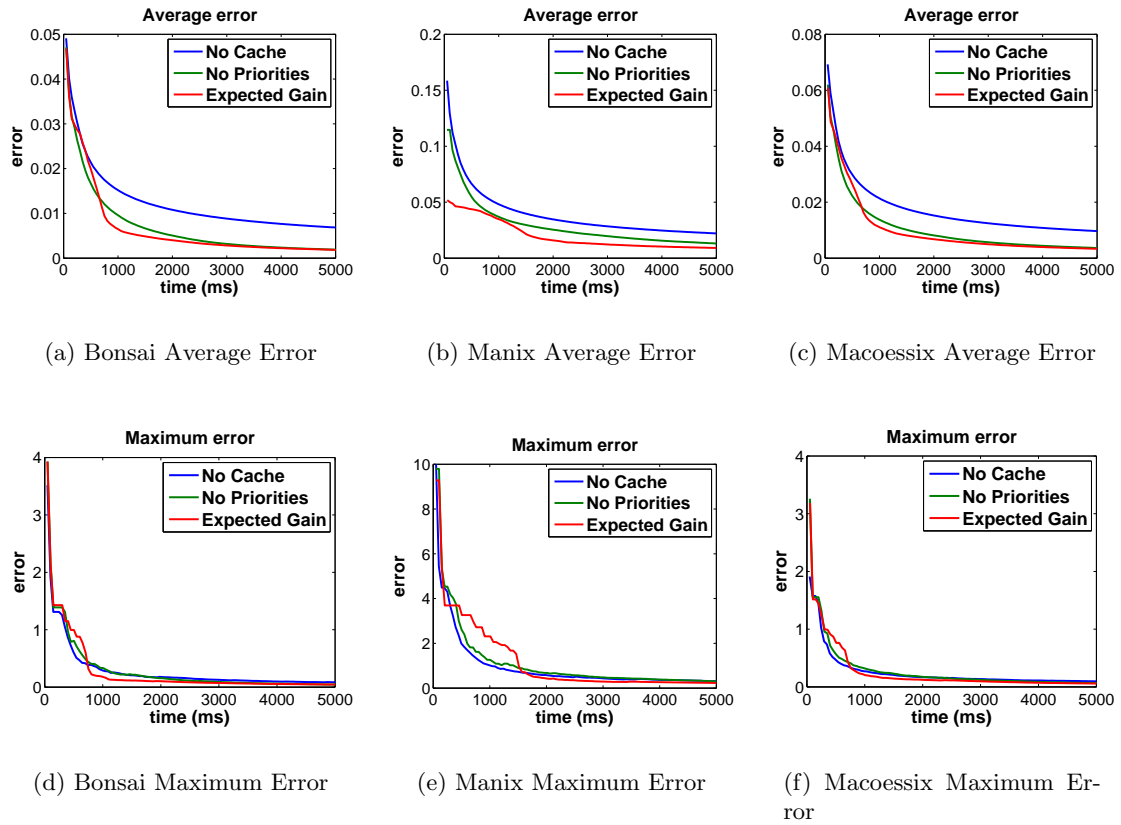 Average error
0.05
0.04
0.03
0.02
0.01
0
error
No Cache
No Priorities
Expected Gain
0 1000 2000 3000 4000 5000
time (ms)
(a) Bonsai Average Error
Average error
0.2
0.15
0.1
0.05
0
error
No Cache
No Priorities
Expected Gain
0 1000 2000 3000 4000 5000
time (ms)
(b) Manix Average Error
Average error
0.08
0.06
0.04
0.02
0
error
No Cache
No Priorities
Expected Gain
0 1000 2000 3000 4000 5000
time (ms)
(c) Macoessix Average Error
Maximum error
4
3
2
1
0
error
No Cache
No Priorities
Expected Gain
0 1000 2000 3000 4000 5000
time (ms)
(d) Bonsai Maximum Error
Maximum error
10
8
6
4
2
0
error
No Cache
No Priorities
Expected Gain
0 1000 2000 3000 4000 5000
time (ms)
(e) Manix Maximum Error
Maximum error
4
3
2
1
0
error
No Cache
No Priorities
Expected Gain
0 1000 2000 3000 4000 5000
time (ms)
(f) Macoessix Maximum Er-
ror